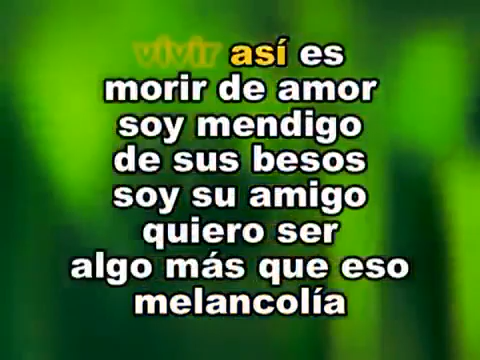 vivir así es
morir de amor
soy mendigo
de sus besos
soy su amigo
quiero ser
algo más que eso
melancolía